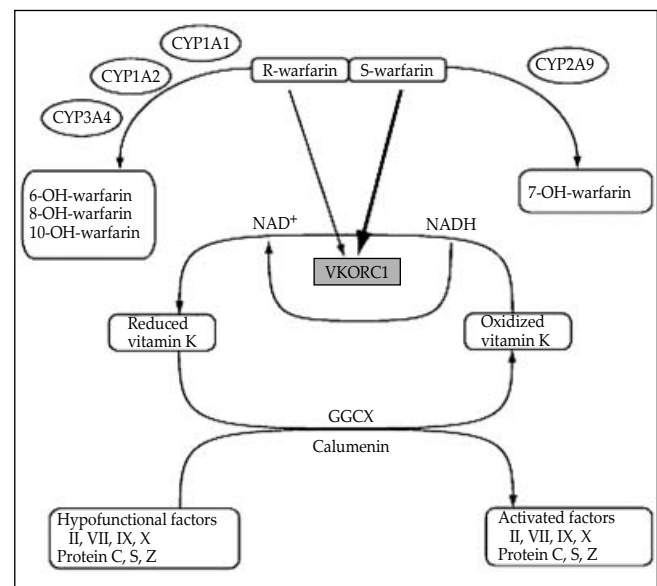 CYP1A1
CYP1A2
CYP3A4
R-warfarin
S-warfarin
CYP2A9
6-OH-warfarin
8-OH-warfarin
10-OH-warfarin
7-OH-warfarin
NAD+
NADH
VKORC1
Reduced
vitamin K
Oxidized
vitamin K
GGCX
Calumenin
Hypofunctional factors
II, VII, IX, X
Protein C, S, Z
Activated factors
II, VII, IX, X
Protein C, S, Z